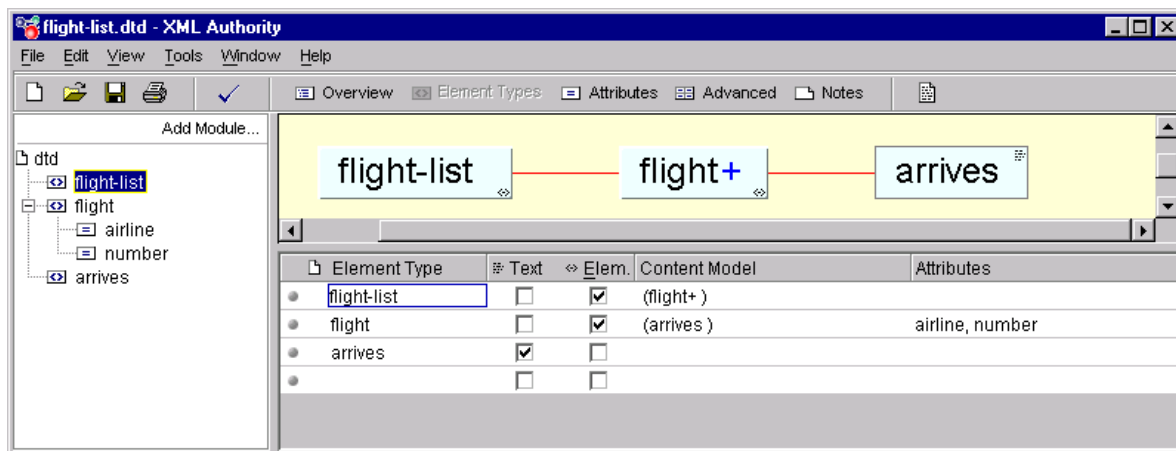 flight-list.dtd - XML Authority
File Edit View Tools Window Help
Overview Element Types Attributes Advanced Notes
Add Module...
dtd
flight-list
flight
airline
number
arrives
flight-list flight+ arrives
Element Type Text Elem. Content Model Attributes
flight-list (flight+ )
flight (arrives ) airline, number
arrives